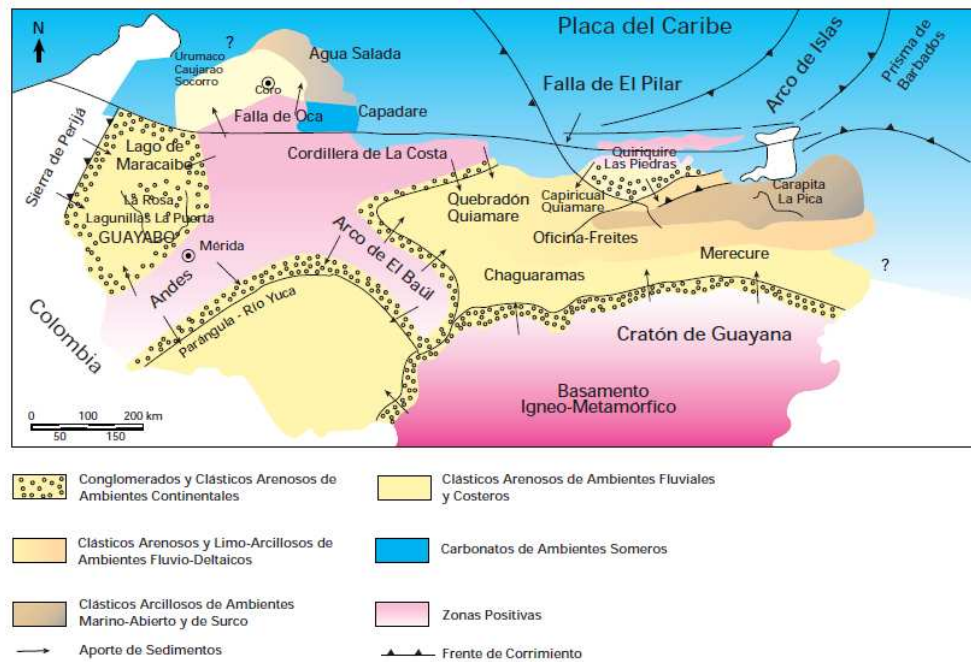 N
?
Urumaco
Caujarao
Socorro
Agua Salada
Coro
Placa del Caribe
Falla de El Pilar
Arco de Islas
Prisma de
Barbados
Falla de Oca
Capadare
Sierra de Perijá
Lago de
Maracaibo
Cordillera de La Costa
Quiriquire
Las Piedras
La Rosa
Lagunillas La Puerta
GUAYABO
Quebradón
Quiamare
Capiricual
Quiamare
Carapita
La Pica
Oficina-Freites
Mérida
Arco de El Baúl
Merecure
?
Andes
Chaguaramas
Parángula - Río Yuca
Colombia
Cratón de Guayana
Basamento
Igneo-Metamórfico
0 100 200 km
50 150
Conglomerados y Clásticos Arenosos de
Ambientes Continentales
Clásticos Arenosos de Ambientes Fluviales
y Costeros
Clásticos Arenosos y Limo-Arcillosos de
Ambientes Fluvio-Deltaicos
Carbonatos de Ambientes Someros
Clásticos Arcillosos de Ambientes
Marino-Abierto y de Surco
Zonas Positivas
Aporte de Sedimentos
Frente de Corrimiento